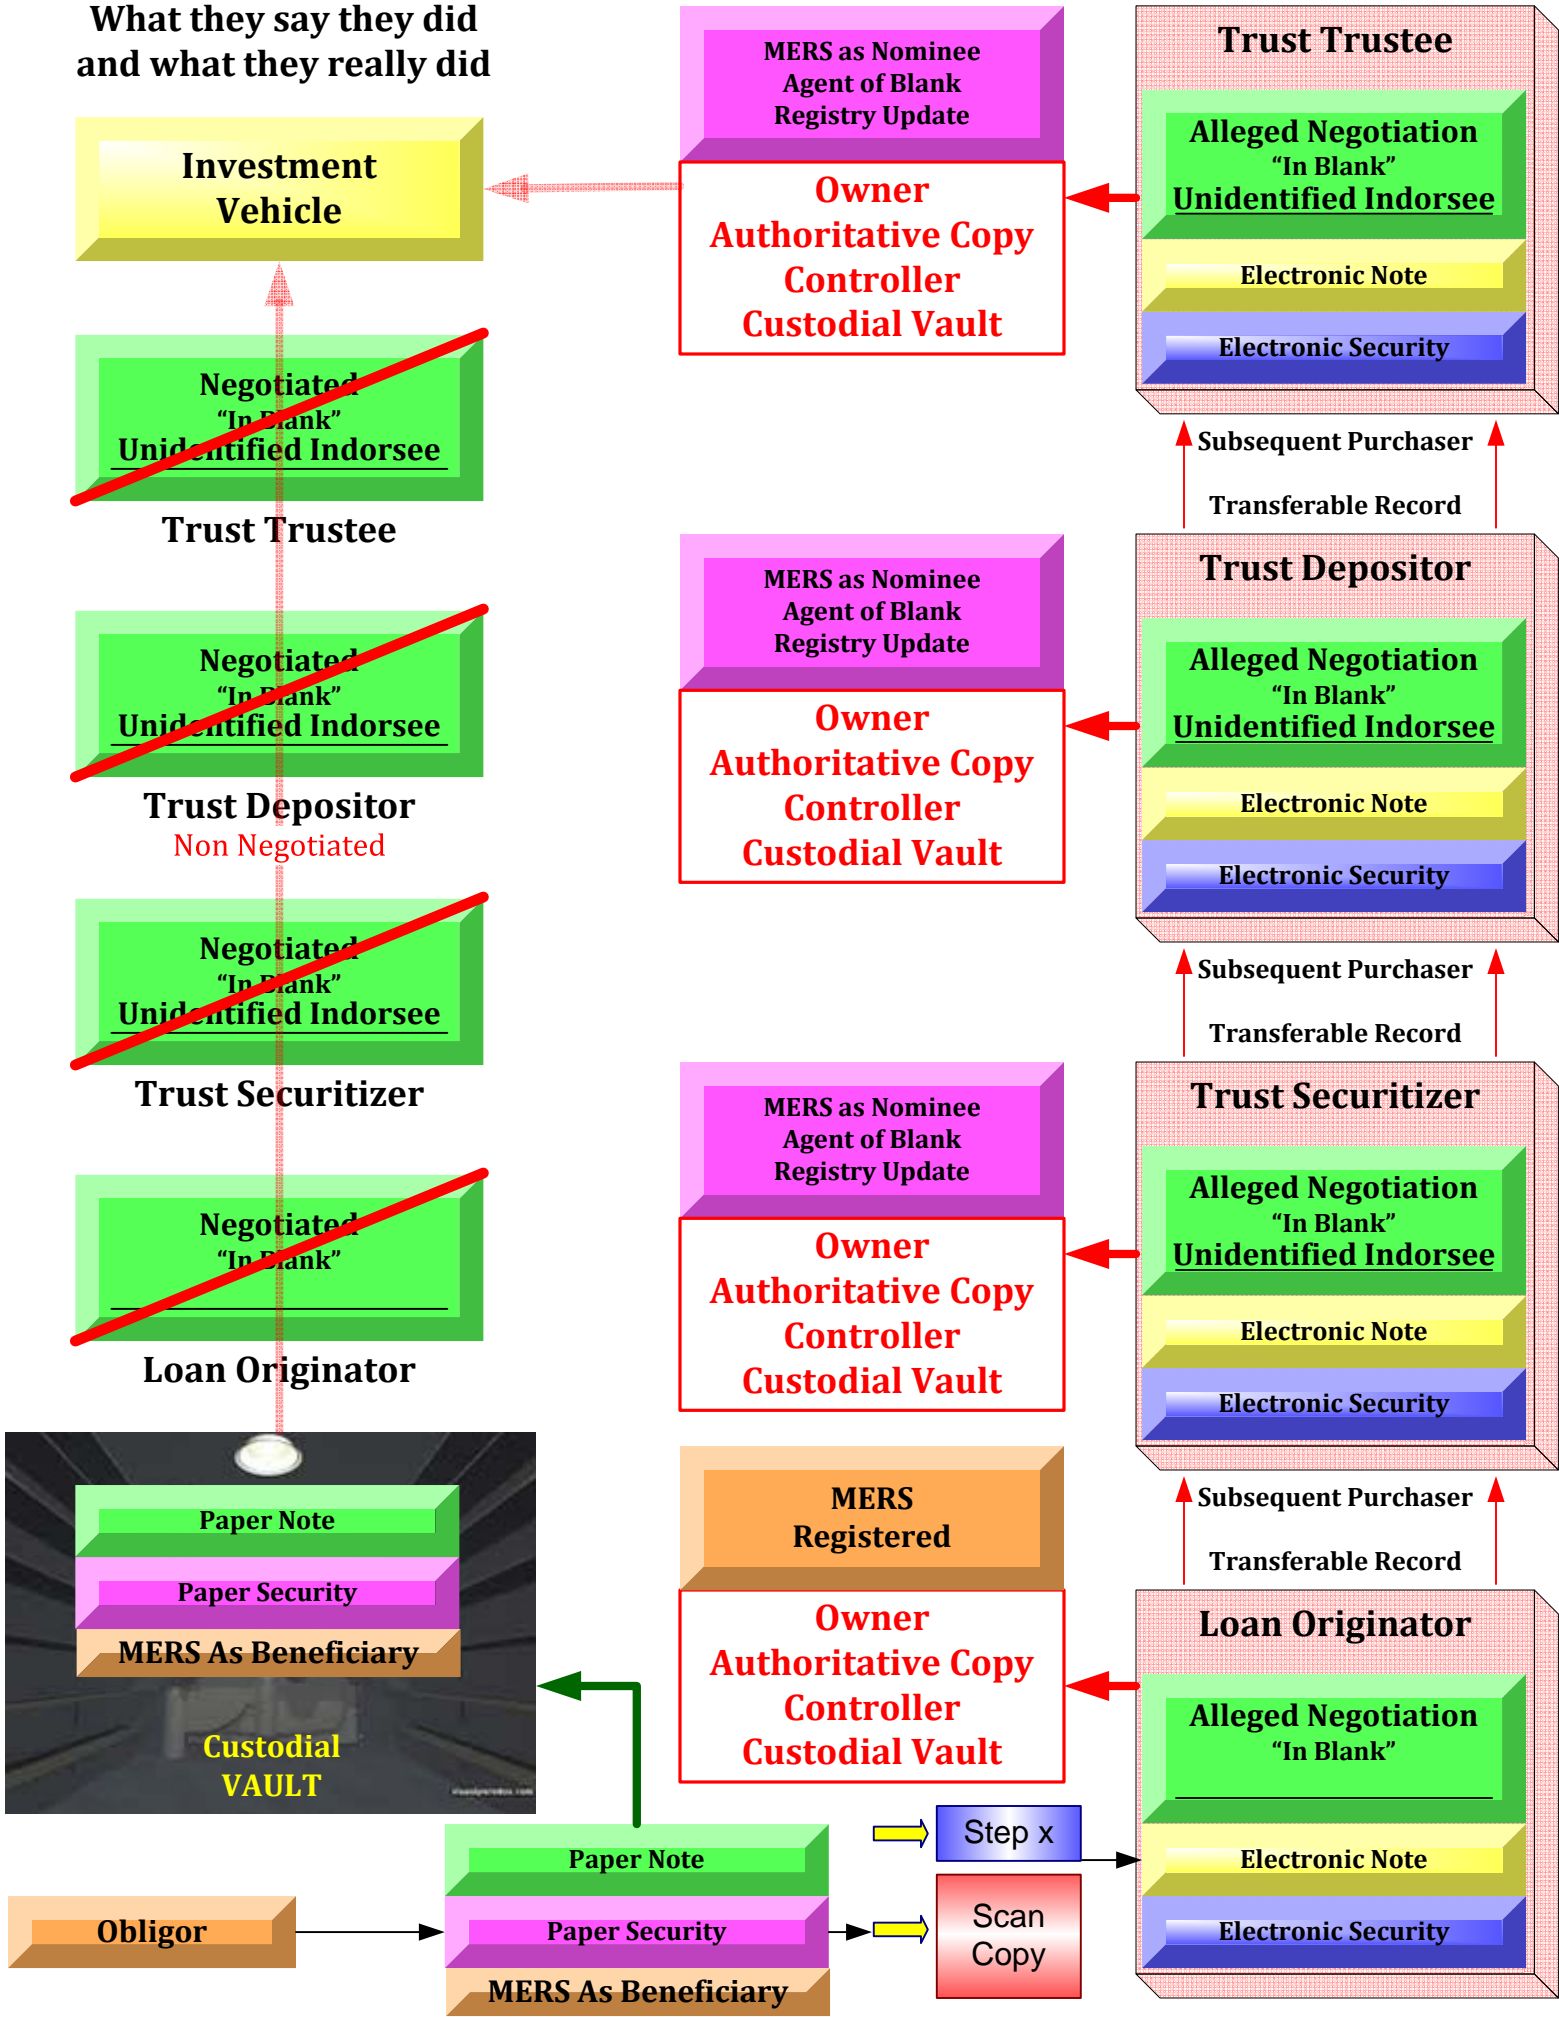 What they say they did
and what they really did
Investment
Vehicle
Negotiated
“In Blank”
Unidentified Indorsee
Trust Trustee
Negotiated
“In Blank”
Unidentified Indorsee
Trust Depositor
Non Negotiated
Negotiated
“In Blank”
Unidentified Indorsee
Trust Securitizer
Negotiated
“In Blank”
Loan Originator
Paper Note
Paper Security
MERS As Beneficiary
Custodial
VAULT
Obligor
Paper Note
Paper Security
MERS As Beneficiary
Step x
Scan
Copy
MERS as Nominee
Agent of Blank
Registry Update
Owner
Authoritative Copy
Controller
Custodial Vault
MERS as Nominee
Agent of Blank
Registry Update
Owner
Authoritative Copy
Controller
Custodial Vault
MERS as Nominee
Agent of Blank
Registry Update
Owner
Authoritative Copy
Controller
Custodial Vault
MERS
Registered
Owner
Authoritative Copy
Controller
Custodial Vault
Trust Trustee
Alleged Negotiation
“In Blank”
Unidentified Indorsee
Electronic Note
Electronic Security
Subsequent Purchaser
Transferable Record
Trust Depositor
Alleged Negotiation
“In Blank”
Unidentified Indorsee
Electronic Note
Electronic Security
Subsequent Purchaser
Transferable Record
Trust Securitizer
Alleged Negotiation
“In Blank”
Unidentified Indorsee
Electronic Note
Electronic Security
Subsequent Purchaser
Transferable Record
Loan Originator
Alleged Negotiation
“In Blank”
Electronic Note
Electronic Security